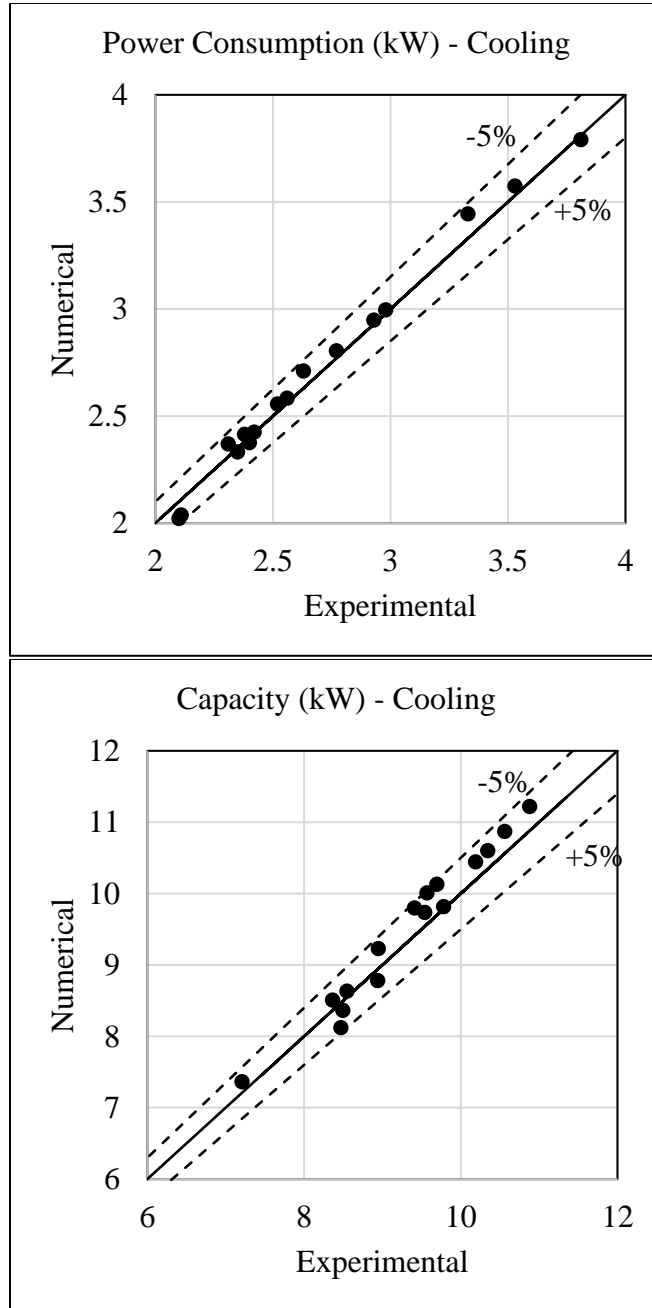 Power Consumption (kW) - Cooling
4
-5%
3.5
+5%
Numerical
3
2.5
2
2 2.5 3 3.5 4
Experimental
Capacity (kW) - Cooling
12
-5%
11
+5%
10
Numerical
9
8
7
6
6 8 10 12
Experimental